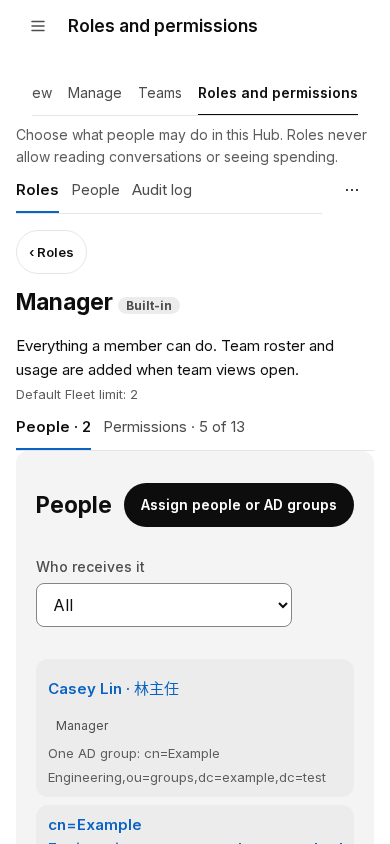 Roles and permissions
ew Manage Teams Roles and permissions
Choose what people may do in this Hub. Roles never
allow reading conversations or seeing spending.
Roles People Audit log ...
‹ Roles
Manager Built-in
Everything a member can do. Team roster and
usage are added when team views open.
Default Fleet limit: 2
People · 2 Permissions · 5 of 13
People Assign people or AD groups
Who receives it
All
Casey Lin · 林主任
Manager
One AD group: cn=Example
Engineering,ou=groups,dc=example,dc=test
cn=Example